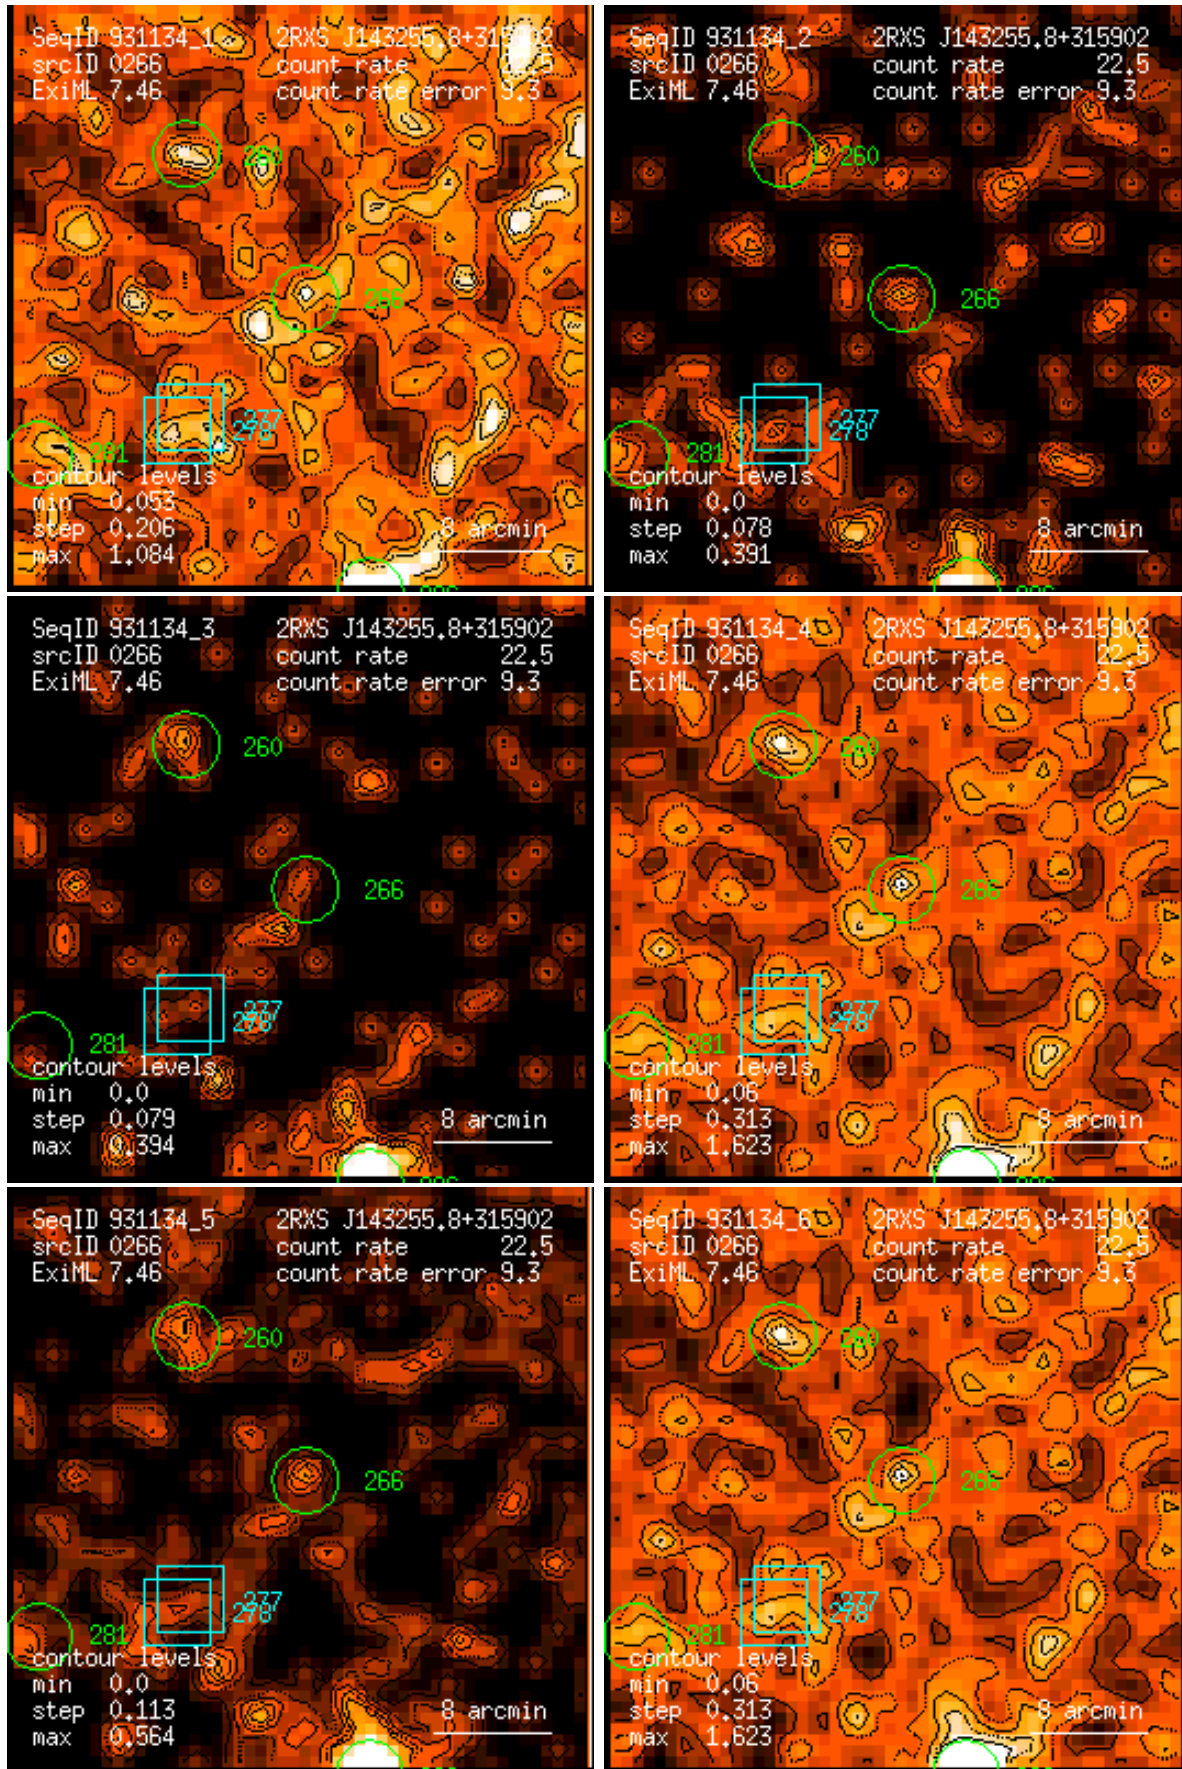 SeqID 931134_1 2RXS J143255.8+315902
srcID 0266 count rate 22.5
ExiML 7.46 count rate error 9.3
260
266
277
278
281
contour levels
min 0.053
step 0.206 8 arcmin
max 1.084
SeqID 931134_2 2RXS J143255.8+315902
srcID 0266 count rate 22.5
ExiML 7.46 count rate error 9.3
260
266
277
278
281
contour levels
min 0.0
step 0.078 8 arcmin
max 0.391
SeqID 931134_3 2RXS J143255.8+315902
srcID 0266 count rate 22.5
ExiML 7.46 count rate error 9.3
260
266
277
278
281
contour levels
min 0.0
step 0.079 8 arcmin
max 0.394
SeqID 931134_4 2RXS J143255.8+315902
srcID 0266 count rate 22.5
ExiML 7.46 count rate error 9.3
260
266
277
278
281
contour levels
min 0.06
step 0.313 8 arcmin
max 1.623
SeqID 931134_5 2RXS J143255.8+315902
srcID 0266 count rate 22.5
ExiML 7.46 count rate error 9.3
260
266
277
278
281
contour levels
min 0.0
step 0.113 8 arcmin
max 0.564
SeqID 931134_6 2RXS J143255.8+315902
srcID 0266 count rate 22.5
ExiML 7.46 count rate error 9.3
260
266
277
278
281
contour levels
min 0.06
step 0.313 8 arcmin
max 1.623